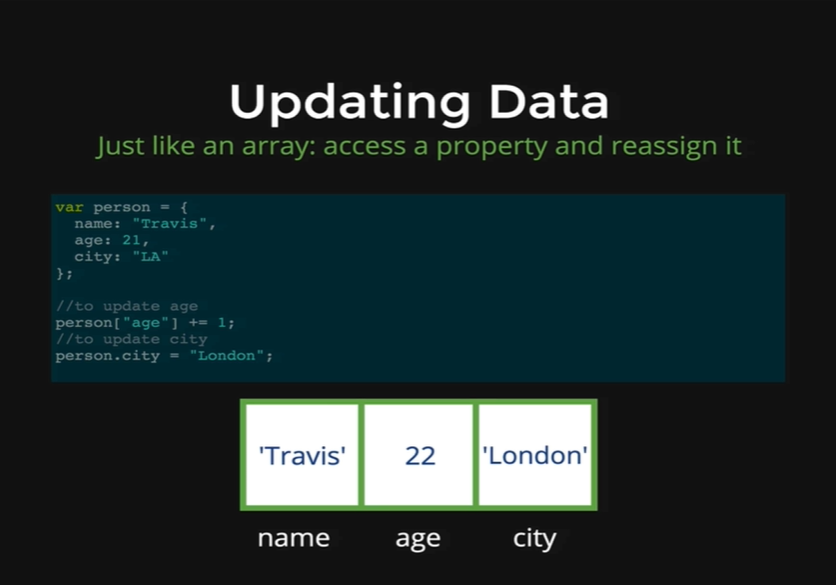 Updating Data
Just like an array: access a property and reassign it
var person = {
  name: "Travis",
  age: 21,
  city: "LA"
};
//to update age
person["age"] += 1;
//to update city
person.city = "London";
'Travis' 22 'London'
name age city